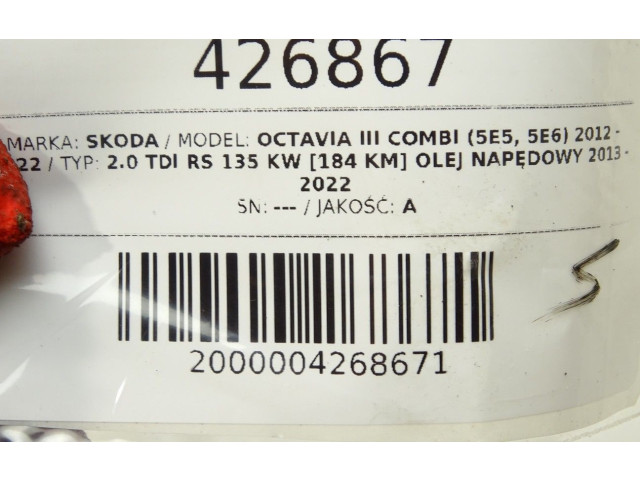 426867
MARKA: SKODA / MODEL: OCTAVIA III COMBI (5E5, 5E6) 2012 -
22 / TYP: 2.0 TDI RS 135 KW [184 KM] OLEJ NAPĘDOWY 2013 -
2022
SN: --- / JAKOŚĆ: A
2000004268671